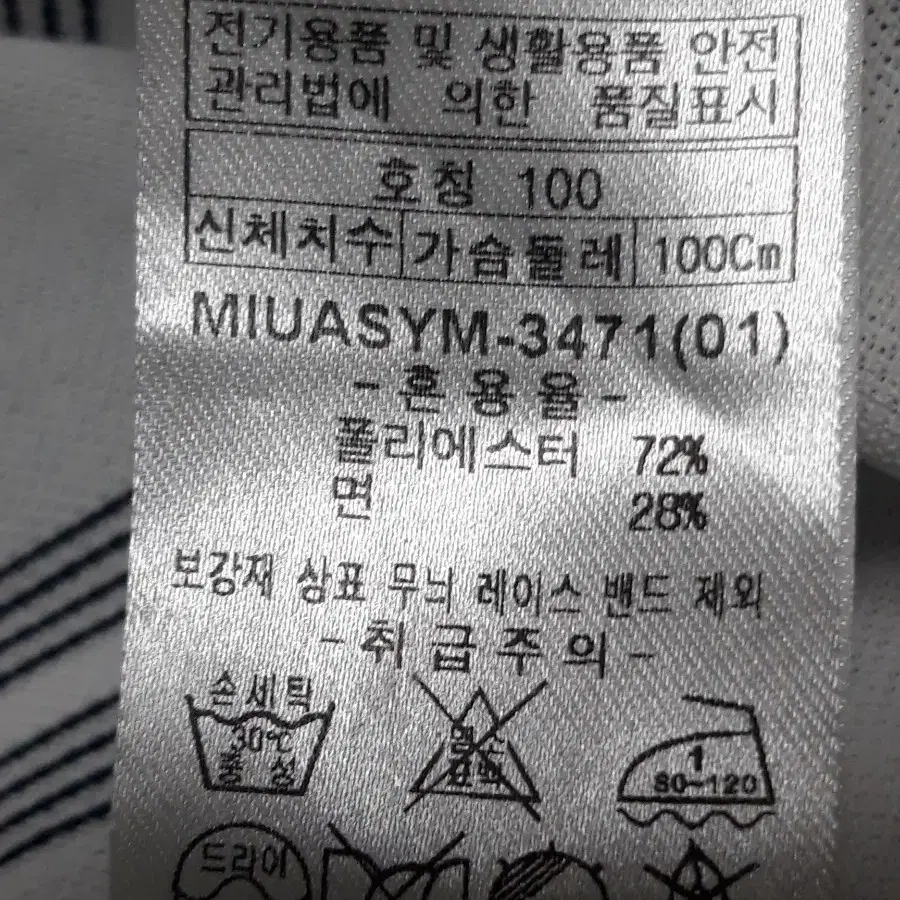 전기용품 및 생활용품 안전
관리법에 의한 품질표시
호칭 100
신체치수 가슴둘레 100Cm
MIUASYM-3471(01)
- 혼용율 -
폴리에스터 72%
면 28%
보강재 상표 무늬 레이스 밴드 제외
- 취급주의 -
손세탁
30℃
중성
염소
표백
1
80~120
드라이